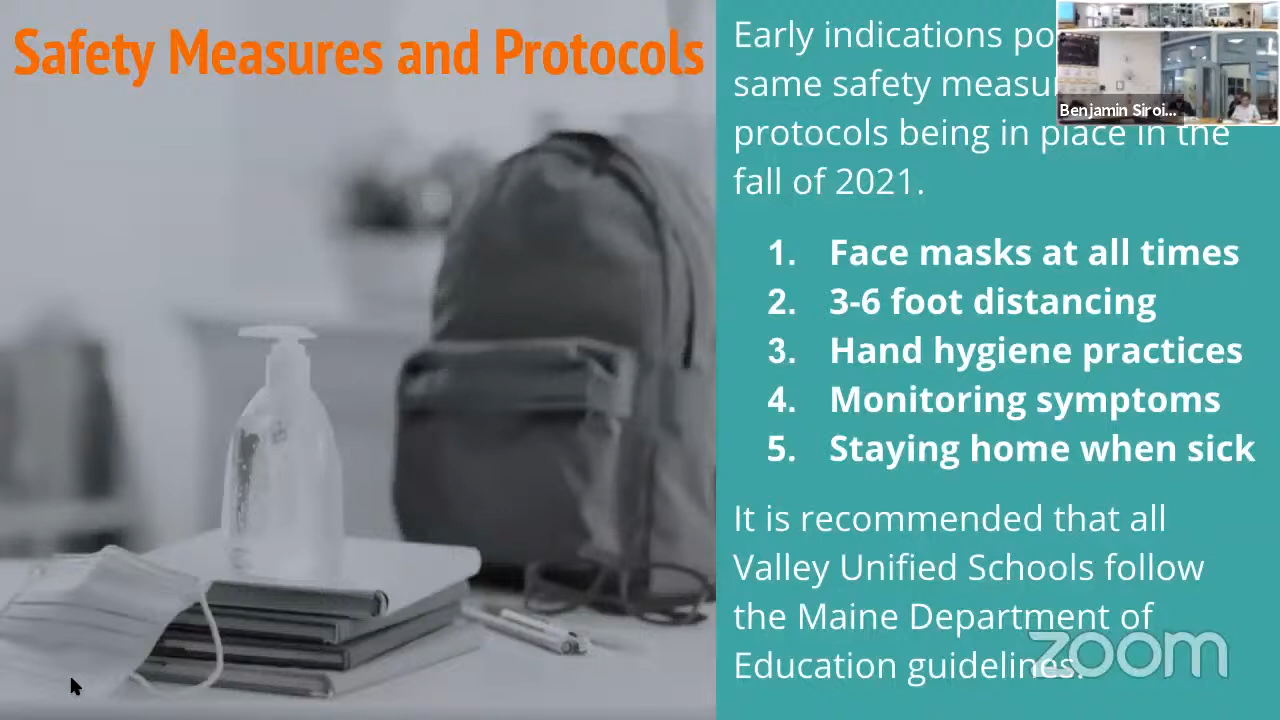 Safety Measures and Protocols
Early indications
same safety
protocols being in place in the
fall of 2021.
1. Face masks at all times
2. 3-6 foot distancing
3. Hand hygiene practices
4. Monitoring symptoms
5. Staying home when sick
It is recommended that all
Valley Unified Schools follow
the Maine Department of
Education guidelines.
Benjamin Siroi...
zoom